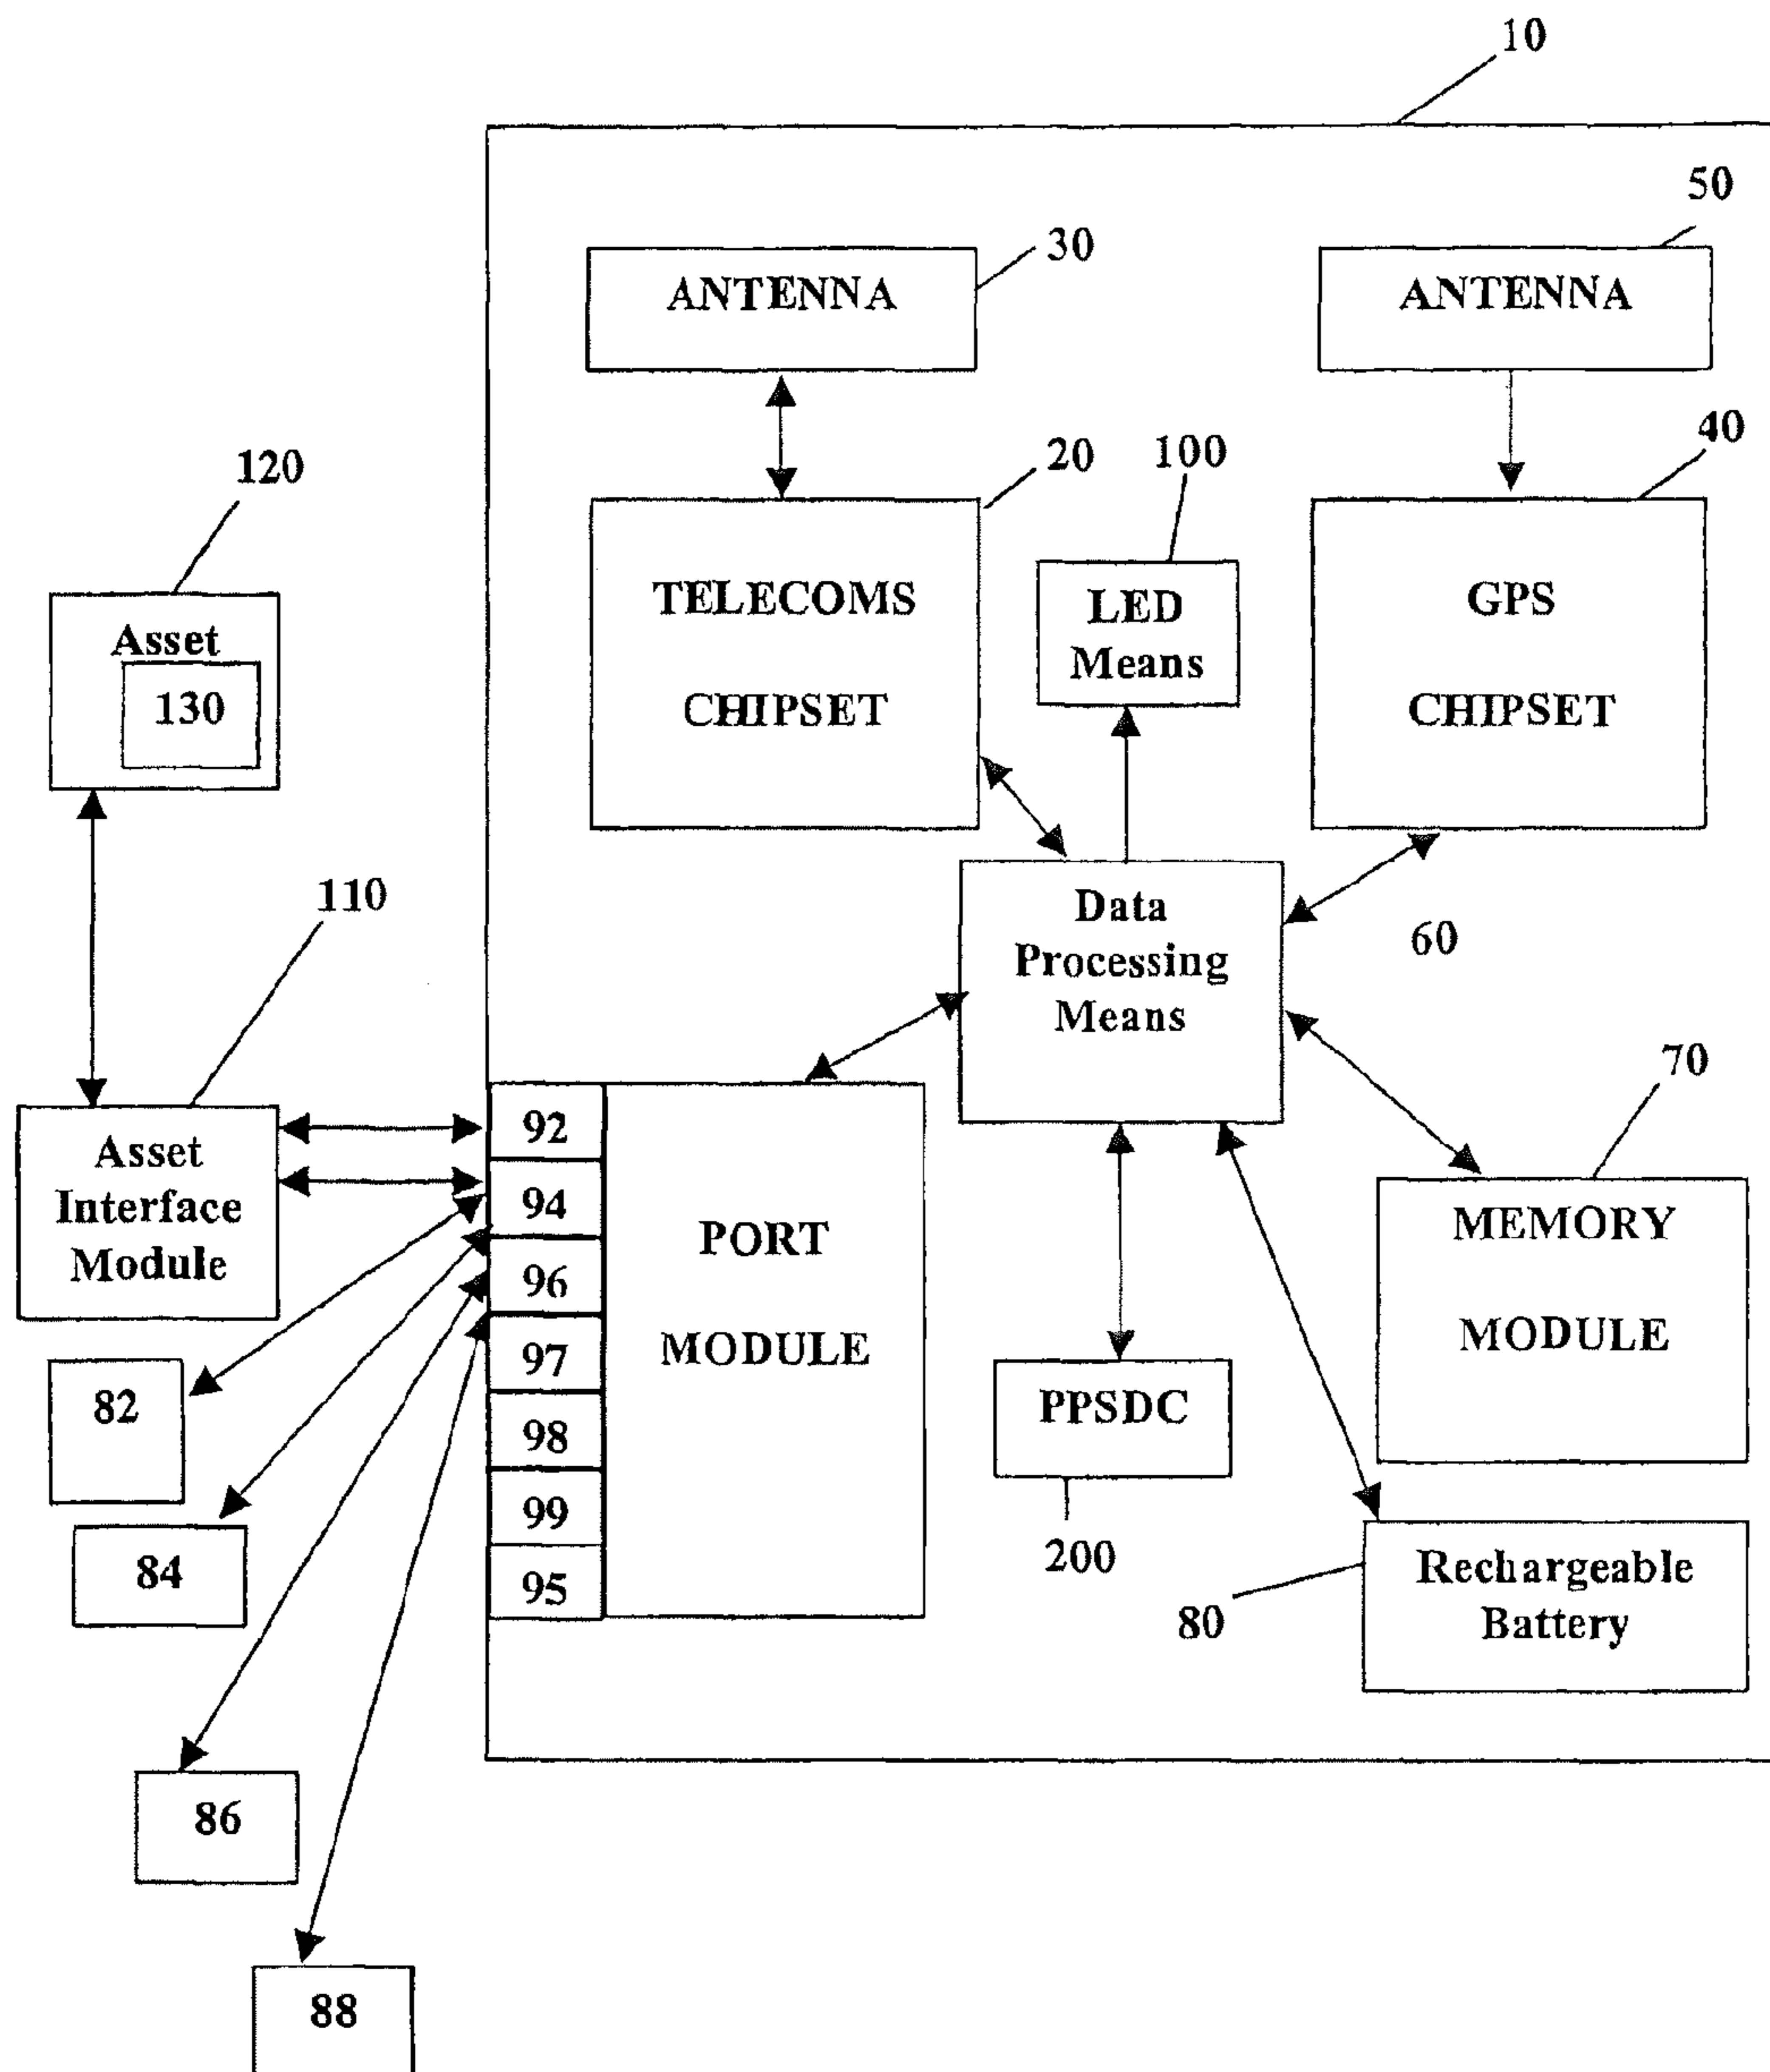 10
50
30
ANTENNA
ANTENNA
40
20
100
120
TELECOMS
CHIPSET
LED
Means
GPS
CHIPSET
Asset
130
110
Data
Processing
Means
60
70
Asset
Interface
Module
92
94
96
97
98
99
95
PORT
MODULE
MEMORY
MODULE
82
PPSDC
84
200
80
Rechargeable
Battery
86
88